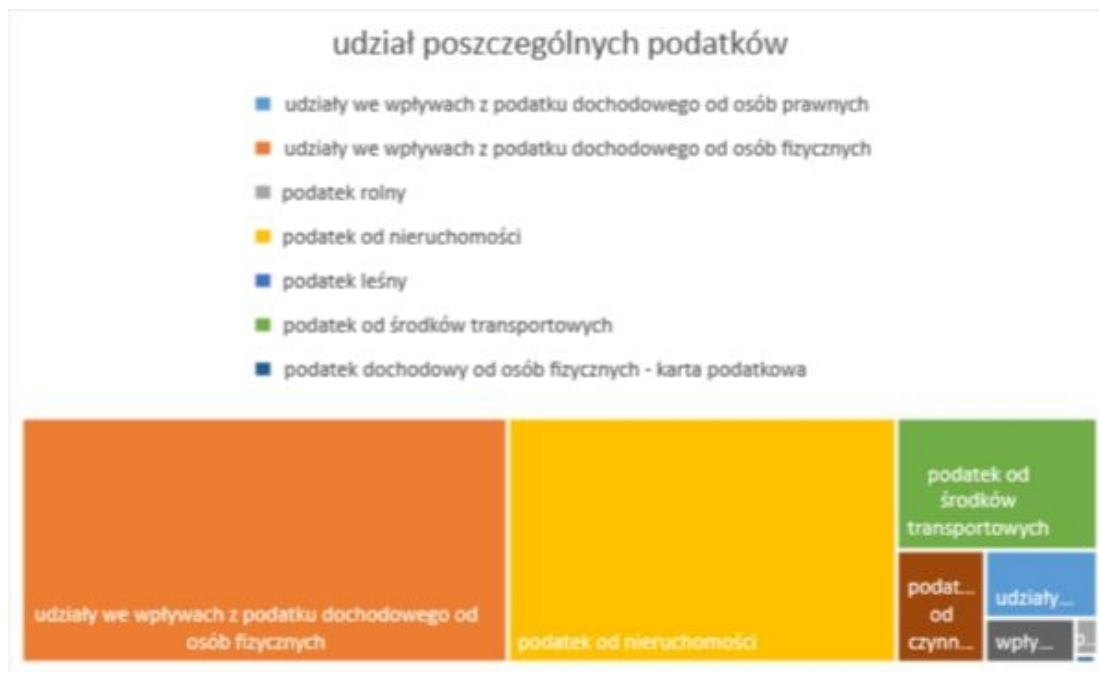 udział poszczególnych podatków
udziały we wpływach z podatku dochodowego od osób prawnych
udziały we wpływach z podatku dochodowego od osób fizycznych
podatek rolny
podatek od nieruchomości
podatek leśny
podatek od środków transportowych
podatek dochodowy od osób fizycznych - karta podatkowa
udziały we wpływach z podatku dochodowego od
osób fizycznych
podatek od nieruchomości
podatek od
środków
transportowych
podat...
od
czynn...
udziały...
wpły...